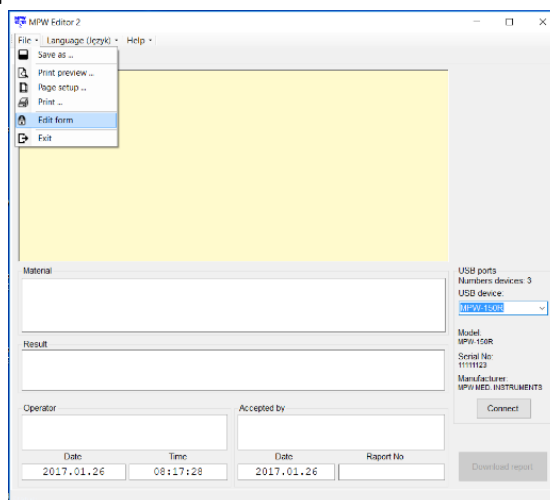 MPW Editor 2
File Language (Język) Help
Save as ...
Print preview ...
Page setup ...
Print ...
Edit form
Exit
Material
Result
Operator
Accepted by
Date Time Date Raport No
2017.01.26 08:17:28 2017.01.26
USB ports
Numbers devices: 3
USB device:
MPW-150R
Model:
MPW-150R
Serial No:
11111123
Manufacturer:
MPW MED. INSTRUMENTS
Connect
Download report